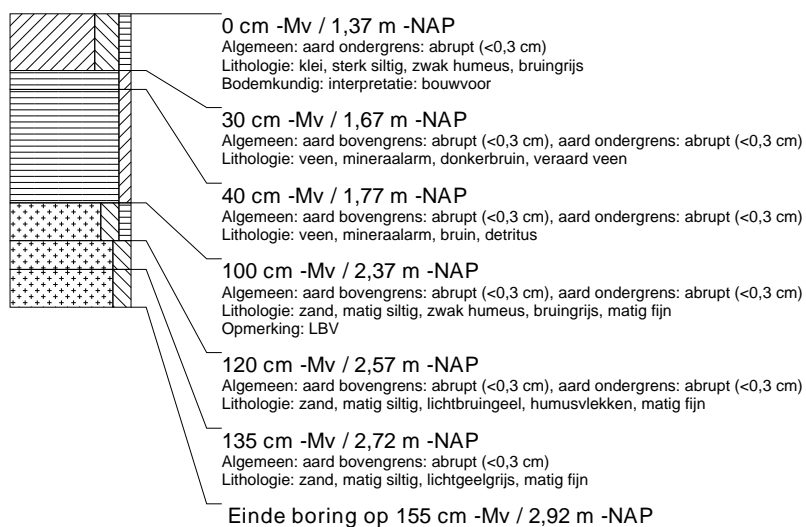 0 cm -Mv / 1,37 m -NAP
Algemeen: aard ondergrens: abrupt (<0,3 cm)
Lithologie: klei, sterk siltig, zwak humeus, bruingrijs
Bodemkundig: interpretatie: bouwvoor
30 cm -Mv / 1,67 m -NAP
Algemeen: aard bovengrens: abrupt (<0,3 cm), aard ondergrens: abrupt (<0,3 cm)
Lithologie: veen, mineraalarm, donkerbruin, veraard veen
40 cm -Mv / 1,77 m -NAP
Algemeen: aard bovengrens: abrupt (<0,3 cm), aard ondergrens: abrupt (<0,3 cm)
Lithologie: veen, mineraalarm, bruin, detritus
100 cm -Mv / 2,37 m -NAP
Algemeen: aard bovengrens: abrupt (<0,3 cm), aard ondergrens: abrupt (<0,3 cm)
Lithologie: zand, matig siltig, zwak humeus, bruingrijs, matig fijn
Opmerking: LBV
120 cm -Mv / 2,57 m -NAP
Algemeen: aard bovengrens: abrupt (<0,3 cm), aard ondergrens: abrupt (<0,3 cm)
Lithologie: zand, matig siltig, lichtbruingeel, humusvlekken, matig fijn
135 cm -Mv / 2,72 m -NAP
Algemeen: aard bovengrens: abrupt (<0,3 cm)
Lithologie: zand, matig siltig, lichtgeelgrijs, matig fijn
Einde boring op 155 cm -Mv / 2,92 m -NAP